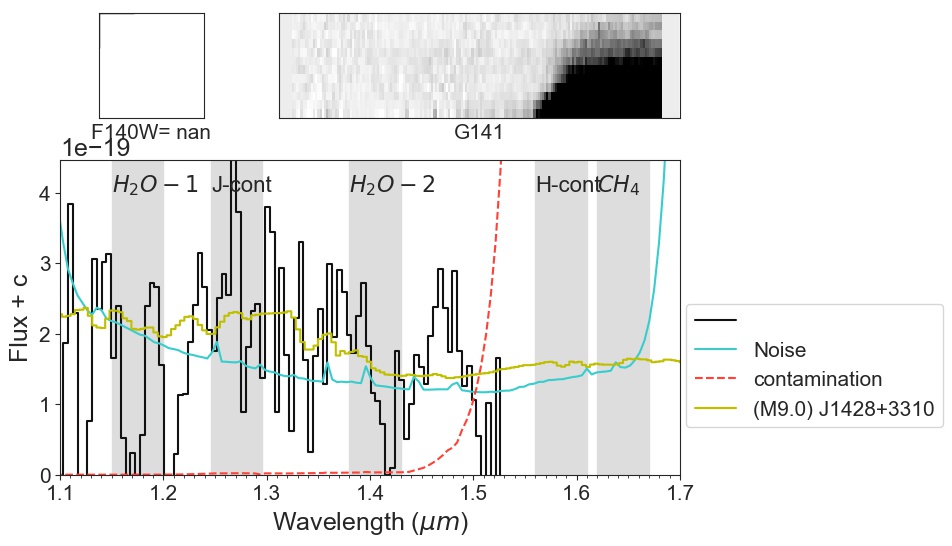 F140W= nan
G141
1e−19
H₂O − 1 J-cont H₂O − 2 H-cont CH₄
4
3
2
1
0
Flux + c
1.1 1.2 1.3 1.4 1.5 1.6 1.7
Wavelength (μm)
Noise
contamination
(M9.0) J1428+3310